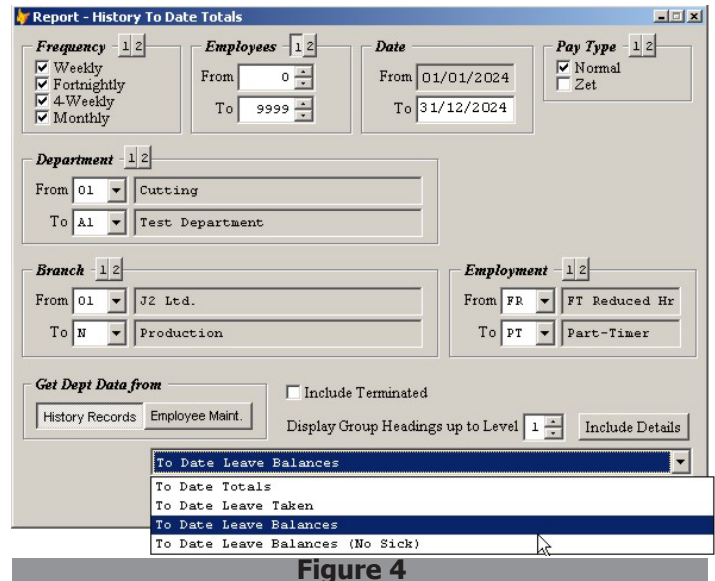 Report - History To Date Totals
Frequency 1 2
Weekly
Fortnightly
4-Weekly
Monthly
Employees 1 2
From 0
To 9999
Date
From 01/01/2024
To 31/12/2024
Pay Type 1 2
Normal
Zet
Department 1 2
From 01 Cutting
To A1 Test Department
Branch 1 2
From 01 J2 Ltd.
To N Production
Employment 1 2
From FR FT Reduced Hr
To PT Part-Timer
Get Dept Data from
History Records Employee Maint.
Include Terminated
Display Group Headings up to Level 1 Include Details
To Date Leave Balances
To Date Totals
To Date Leave Taken
To Date Leave Balances
To Date Leave Balances (No Sick)
Figure 4